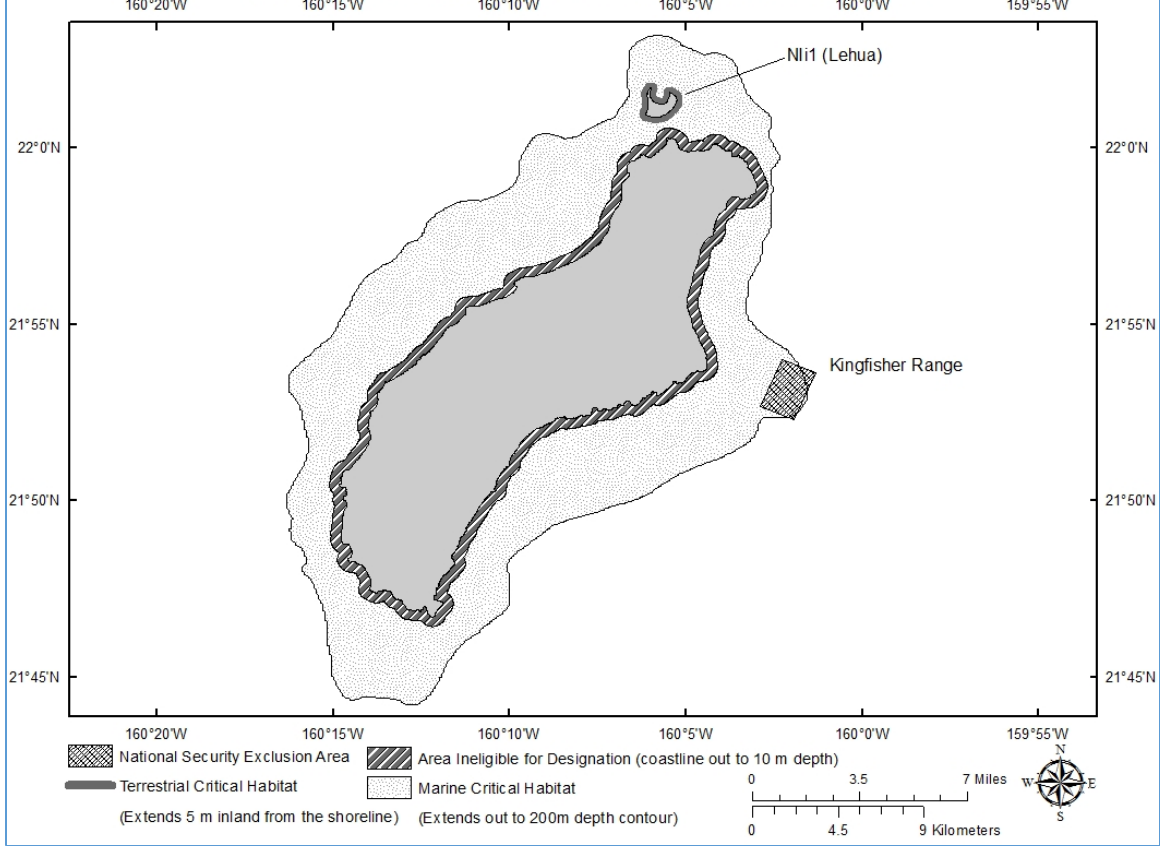 160°20'W 160°15'W 160°10'W 160°5'W 160°0'W 159°55'W
NIi1 (Lehua)
22°0'N 22°0'N
21°55'N 21°55'N
Kingfisher Range
21°50'N 21°50'N
21°45'N 21°45'N
160°20'W 160°15'W 160°10'W 160°5'W 160°0'W 159°55'W
National Security Exclusion Area
Area Ineligible for Designation (coastline out to 10 m depth)
Terrestrial Critical Habitat
(Extends 5 m inland from the shoreline)
Marine Critical Habitat
(Extends out to 200m depth contour)
0 3.5 7 Miles
0 4.5 9 Kilometers
N
W E
S